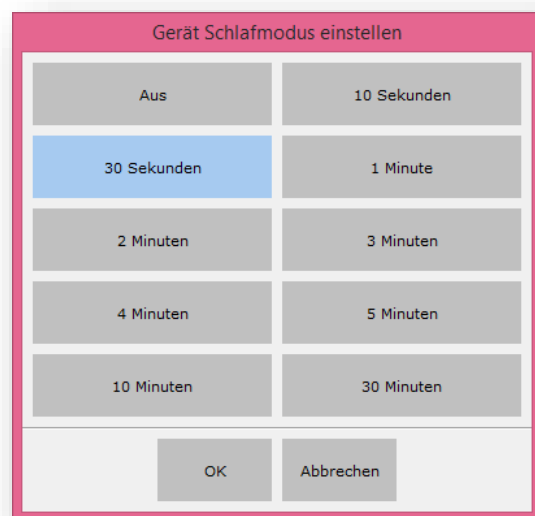 Gerät Schlafmodus einstellen
Aus
10 Sekunden
30 Sekunden
1 Minute
2 Minuten
3 Minuten
4 Minuten
5 Minuten
10 Minuten
30 Minuten
OK
Abbrechen